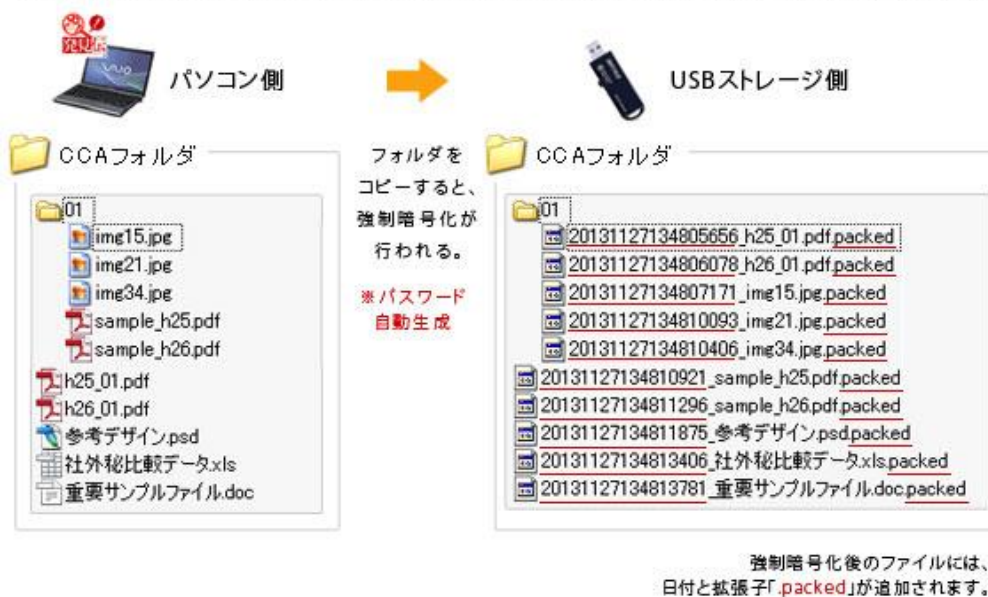 発見伝
VAIO
パソコン側
USBストレージ側
CCAフォルダ
01
img15.jpg
img21.jpg
img34.jpg
sample_h25.pdf
sample_h26.pdf
h25_01.pdf
h26_01.pdf
参考デザイン.psd
社外秘比較データ.xls
重要サンプルファイル.doc
フォルダを
コピーすると、
強制暗号化が
行われる。
※パスワード
自動生成
CCAフォルダ
01
20131127134805656_h25_01.pdf.packed
20131127134806078_h26_01.pdf.packed
20131127134807171_img15.jpg.packed
20131127134810093_img21.jpg.packed
20131127134810406_img34.jpg.packed
20131127134810921_sample_h25.pdf.packed
20131127134811296_sample_h26.pdf.packed
20131127134811875_参考デザイン.psd.packed
20131127134813406_社外秘比較データ.xls.packed
20131127134813781_重要サンプルファイル.doc.packed
強制暗号化後のファイルには、
日付と拡張子「.packed」が追加されます。